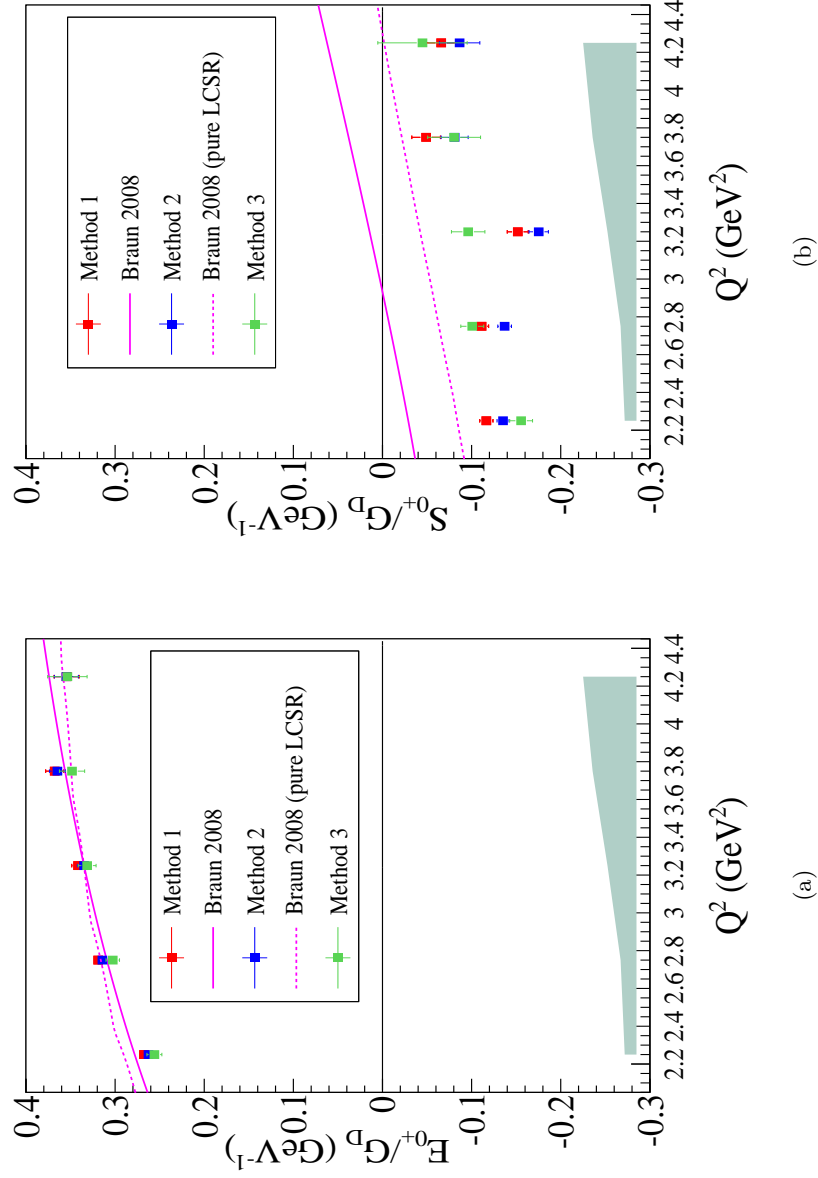 E₀₊/G_D (GeV⁻¹)
0.4
0.3
0.2
0.1
0
-0.1
-0.2
-0.3
Method 1
Braun 2008
Method 2
Braun 2008 (pure LCSR)
Method 3
2.2 2.4 2.6 2.8 3 3.2 3.4 3.6 3.8 4 4.2 4.4
Q² (GeV²)
(a)
S₀₊/G_D (GeV⁻¹)
0.4
0.3
0.2
0.1
0
-0.1
-0.2
-0.3
Method 1
Braun 2008
Method 2
Braun 2008 (pure LCSR)
Method 3
2.2 2.4 2.6 2.8 3 3.2 3.4 3.6 3.8 4 4.2 4.4
Q² (GeV²)
(b)